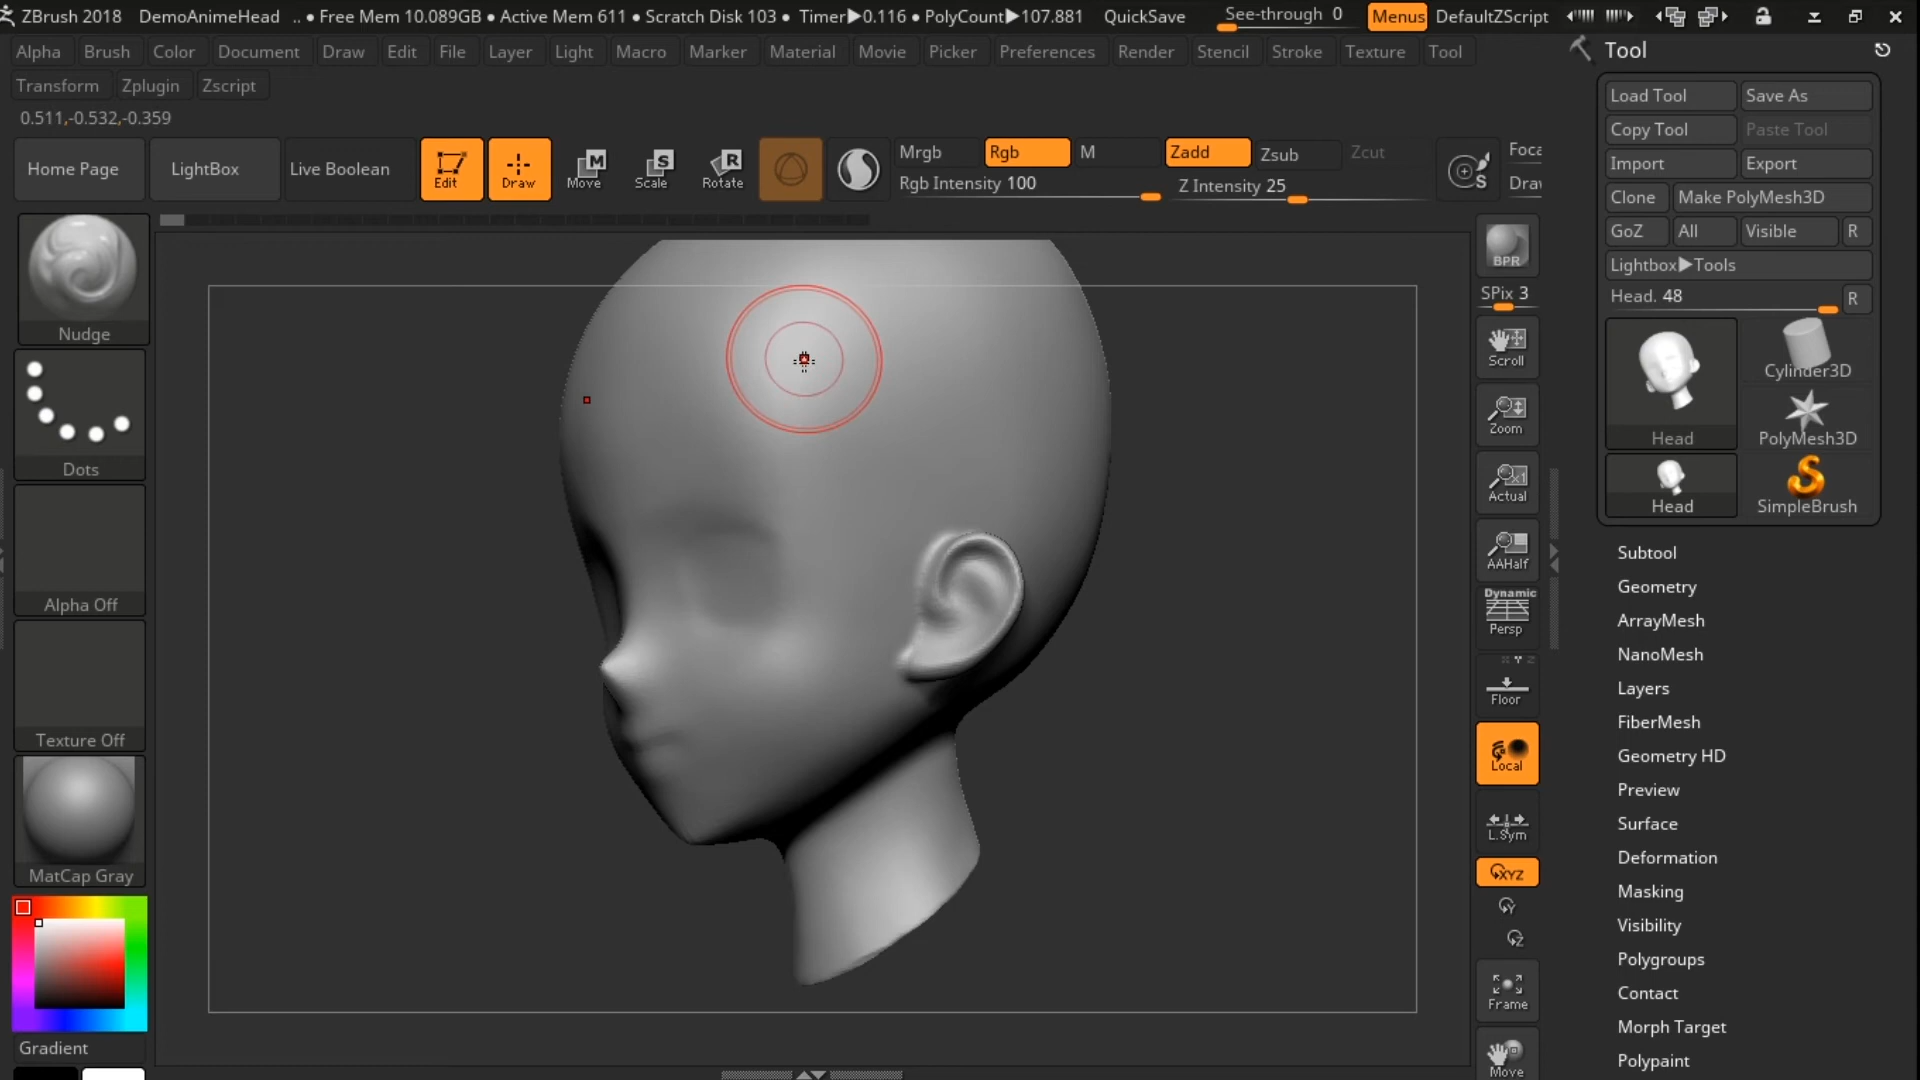 ZBrush 2018 DemoAnimeHead .. ● Free Mem 10.089GB ● Active Mem 611 ● Scratch Disk 103 ● Timer▶0.116 ● PolyCount▶107.881 QuickSave See-through 0 Menus DefaultZScript
Alpha Brush Color Document Draw Edit File Layer Light Macro Marker Material Movie Picker Preferences Render Stencil Stroke Texture Tool
Transform Zplugin Zscript
0.511,-0.532,-0.359
Home Page LightBox Live Boolean Edit Draw Move Scale Rotate
M S R
Mrgb Rgb M Zadd Zsub Zcut
Rgb Intensity 100 Z Intensity 25
S
Foca
Draw
Nudge
Dots
Alpha Off
Texture Off
MatCap Gray
Gradient
BPR
SPix 3
Scroll
Zoom
x1
Actual
AAHalf
Dynamic
Persp
X Y Z
Floor
Local
L.Sym
XYZ
Y
Z
Frame
Move
Tool
Load Tool Save As
Copy Tool Paste Tool
Import Export
Clone Make PolyMesh3D
GoZ All Visible R
Lightbox▶Tools
Head. 48 R
Head Cylinder3D
PolyMesh3D
Head SimpleBrush
Subtool
Geometry
ArrayMesh
NanoMesh
Layers
FiberMesh
Geometry HD
Preview
Surface
Deformation
Masking
Visibility
Polygroups
Contact
Morph Target
Polypaint